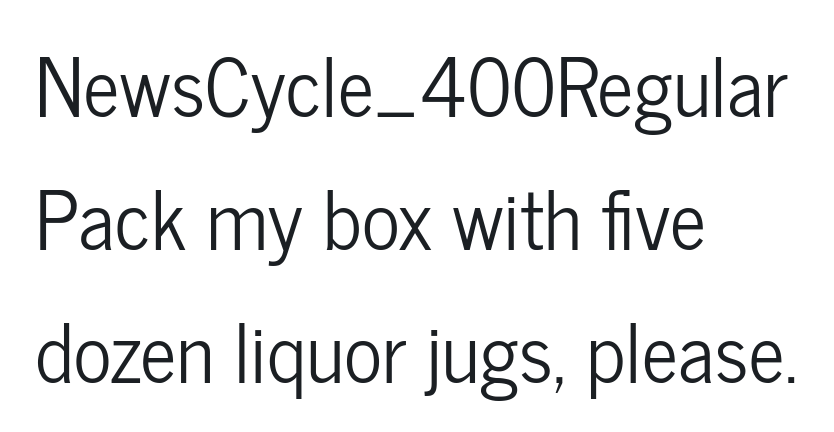 NewsCycle_400Regular
Pack my box with five
dozen liquor jugs, please.